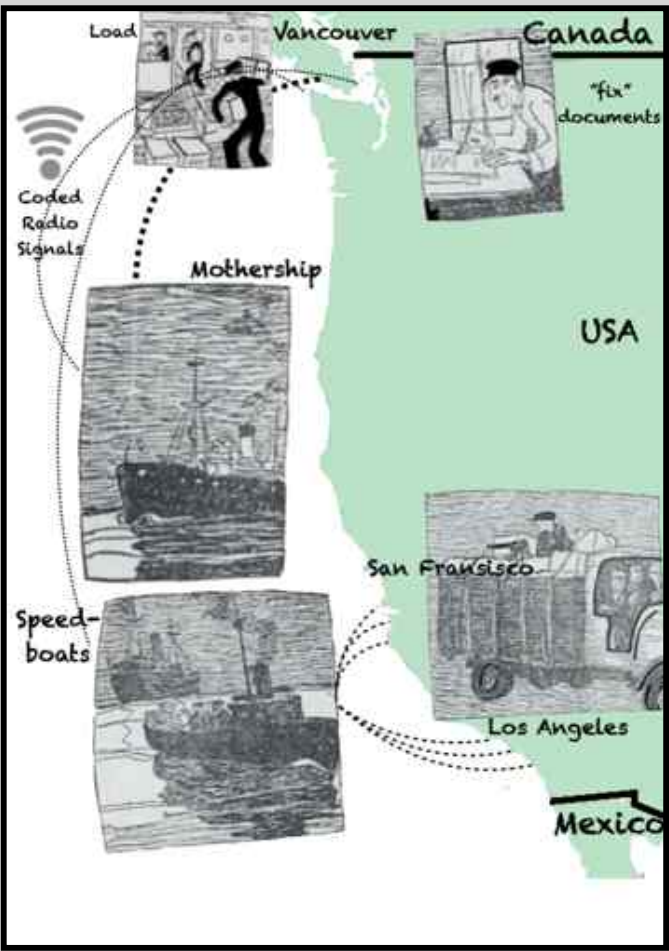 Load
Vancouver
Canada
"fix"
documents
Coded
Radio
Signals
Mothership
USA
San Fransisco
Speed-
boats
Los Angeles
Mexico